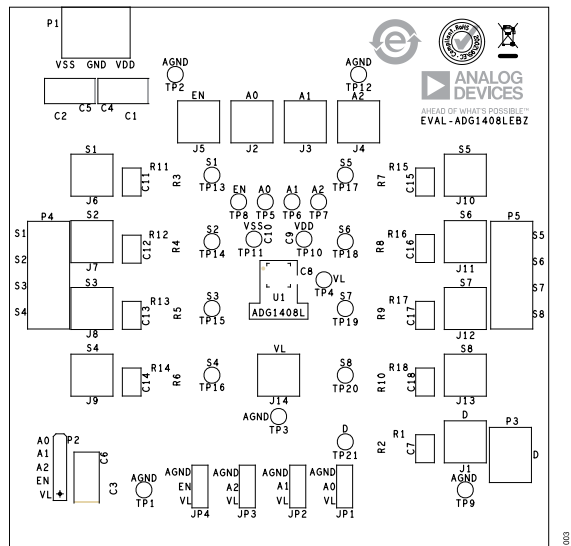 P1
VSS GND VDD
C2 C5 C4 C1
AGND
TP2
AGND
TP12
e
Compliant RoHS 2002/95/EC
ANALOG
DEVICES
AHEAD OF WHAT'S POSSIBLE™
EVAL-ADG1408LEBZ
EN A0 A1 A2
J5 J2 J3 J4
S1 R11 R3 S1 S5 R7 R15 S5
J6 C11 TP13 TP17 C15 J10
EN A0 A1 A2
TP8 TP5 TP6 TP7
P4 S2 R12 R4 S2 VSS C10 C9 VDD S6 R8 R16 S6 P5
S1 S2 S3 S4
J7 C12 TP14 TP11 TP10 TP18 C16 J11
S5 S6 S7 S8
C8 VL
TP4
U1
ADG1408L
S3 R13 R5 S3 S7 R9 R17 S7
J8 C13 TP15 TP19 C17 J12
S4 R14 R6 S4 VL S8 R10 R18 S8
J9 C14 TP16 J14 TP20 C18 J13
AGND
TP3
D
TP21
R2 R1 C7 D P3
J1 D
A0 P2
A1
A2
EN
VL
C6 C3
AGND
TP1
AGND AGND AGND AGND
EN A2 A1 A0
VL VL VL VL
JP4 JP3 JP2 JP1
AGND
TP9
003